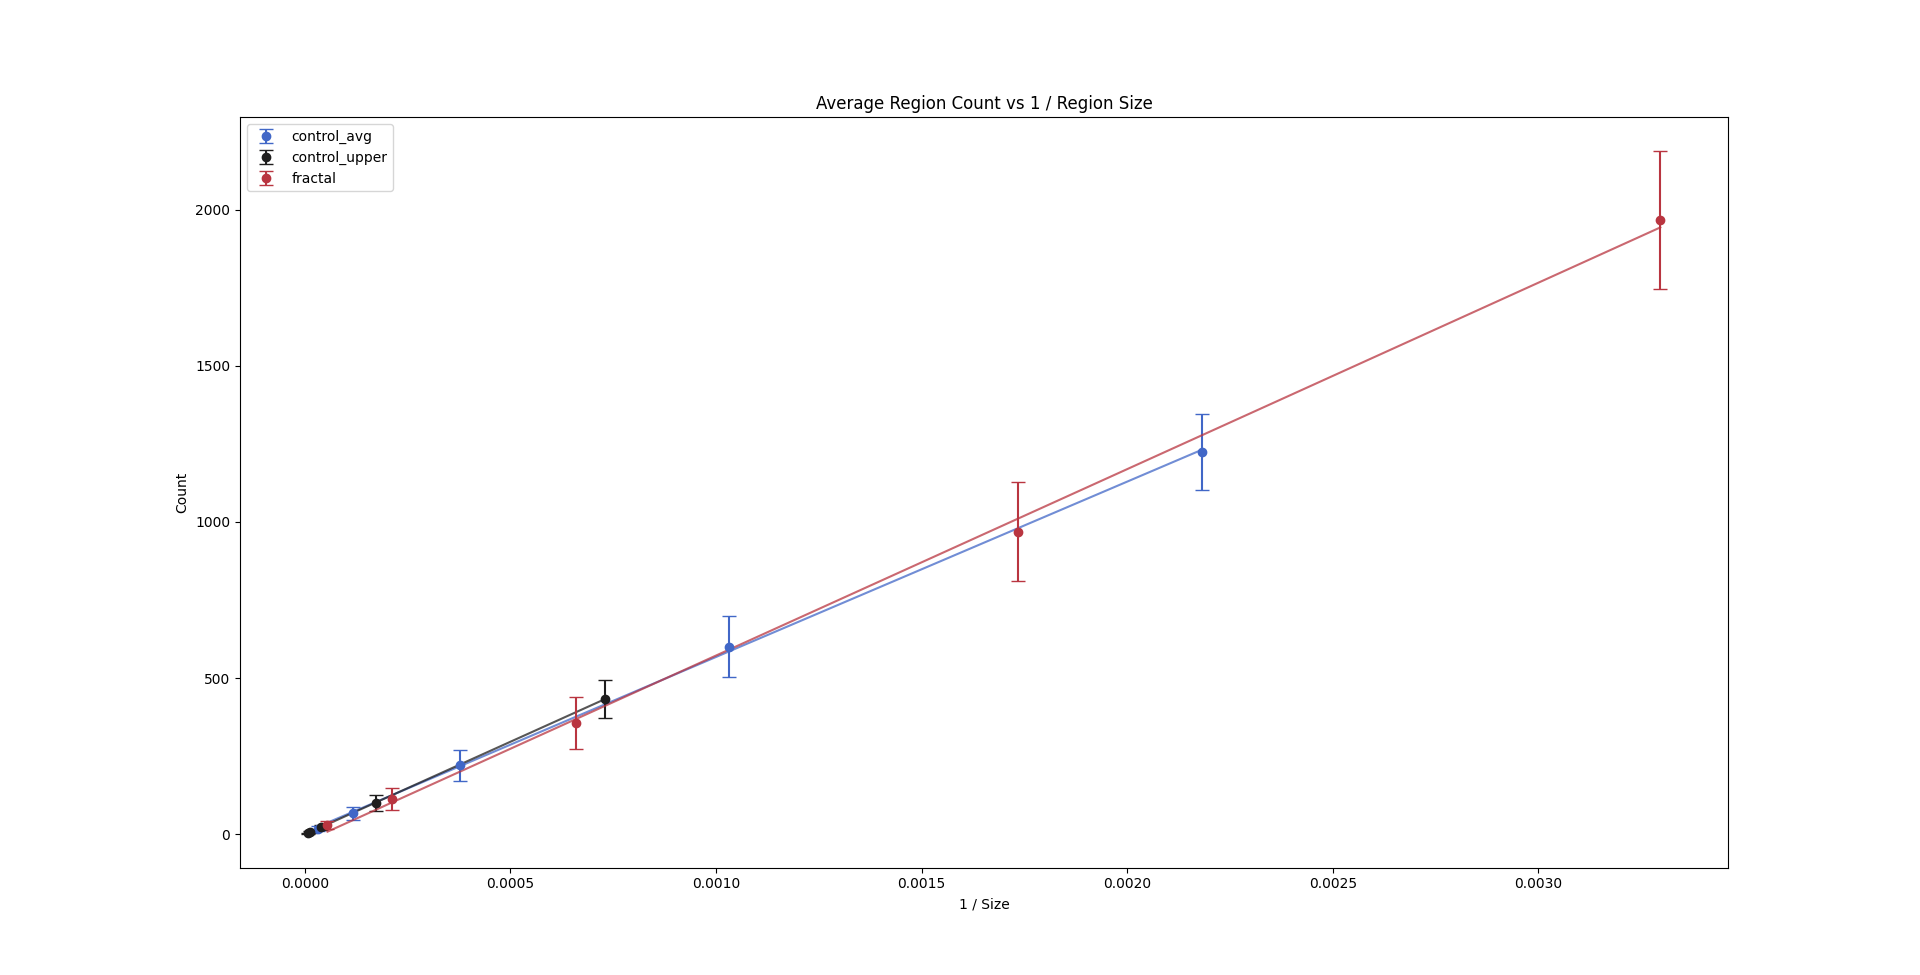 Average Region Count vs 1 / Region Size
control_avg
control_upper
fractal
2000
1500
1000
500
0
Count
0.0000 0.0005 0.0010 0.0015 0.0020 0.0025 0.0030
1 / Size